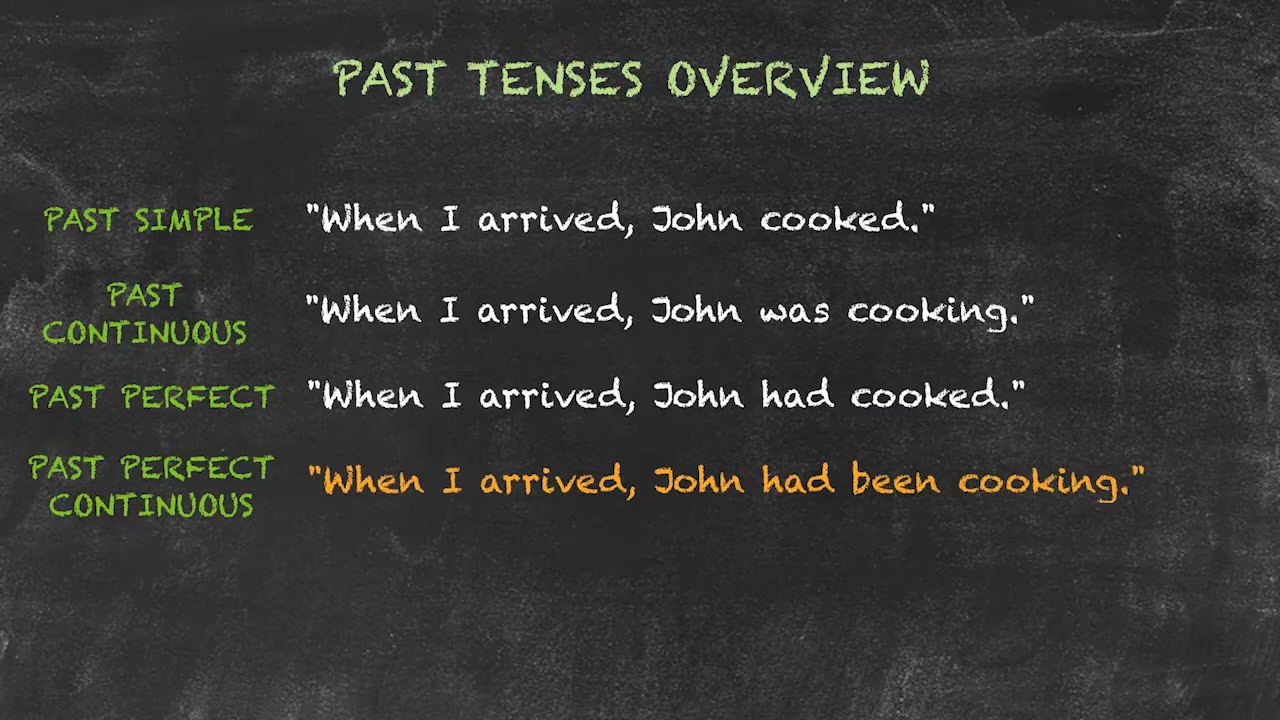 PAST TENSES OVERVIEW
PAST SIMPLE "When I arrived, John cooked."
PAST
CONTINUOUS "When I arrived, John was cooking."
PAST PERFECT "When I arrived, John had cooked."
PAST PERFECT
CONTINUOUS "When I arrived, John had been cooking."